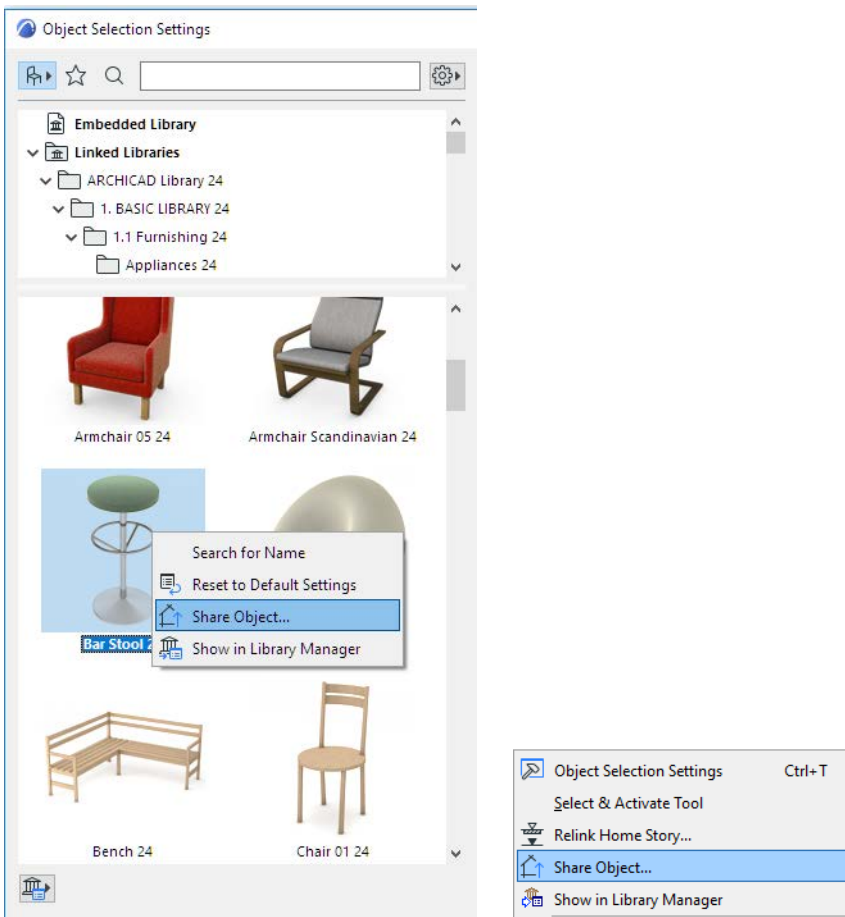 Object Selection Settings
Embedded Library
Linked Libraries
ARCHICAD Library 24
1. BASIC LIBRARY 24
1.1 Furnishing 24
Appliances 24
Armchair 05 24
Armchair Scandinavian 24
Search for Name
Reset to Default Settings
Share Object...
Show in Library Manager
Bar Stool
Bench 24
Chair 01 24
Object Selection Settings Ctrl+T
Select & Activate Tool
Relink Home Story...
Share Object...
Show in Library Manager